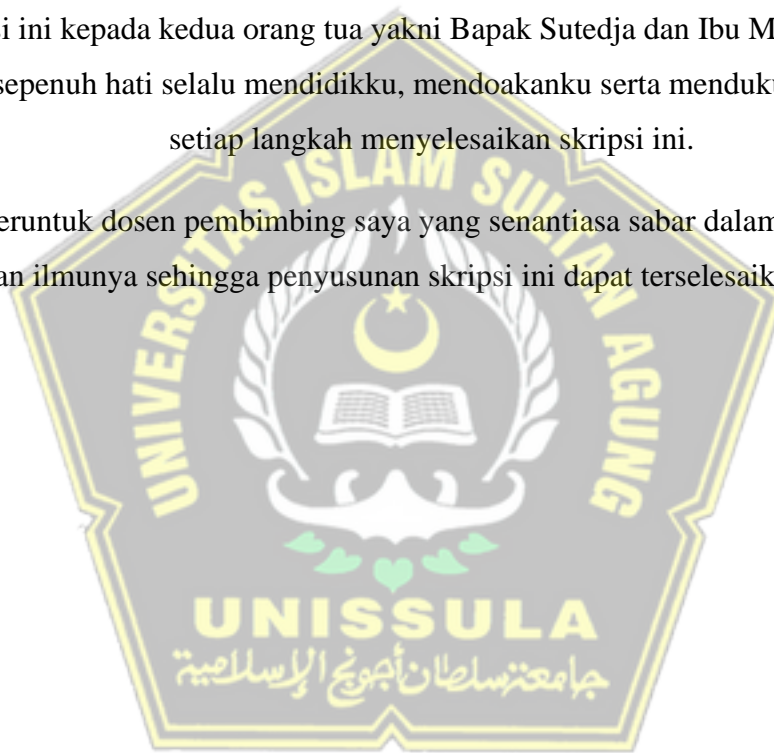 si ini kepada kedua orang tua yakni Bapak Sutedja dan Ibu M
sepenuh hati selalu mendidikku, mendoakanku serta menduku
setiap langkah menyelesaikan skripsi ini.
eruntuk dosen pembimbing saya yang senantiasa sabar dalam
an ilmunya sehingga penyusunan skripsi ini dapat terselesaik
UNIVERSITAS ISLAM SULTAN AGUNG
UNISSULA
جامعة سلطان أجونج الإسلامية